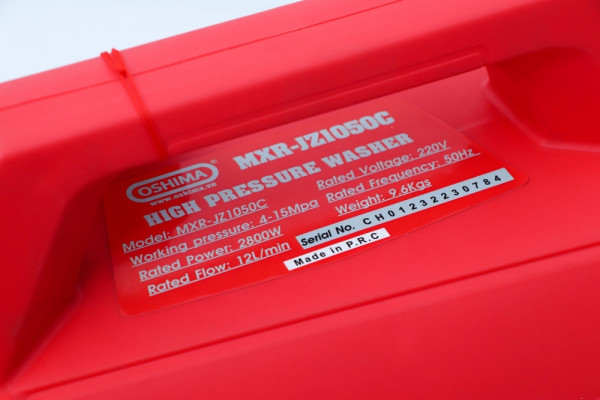 OSHIMA
www.oshima.vn
MXR-JZ1050C
HIGH PRESSURE WASHER
Model: MXR-JZ1050C
Rated Voltage: 220V
Working pressure: 4-15Mpa
Rated Frequency: 50Hz
Rated Power: 2800W
Weight: 9.6Kgs
Rated Flow: 12L/min
Serial No. CH01232230784
Made in P.R.C